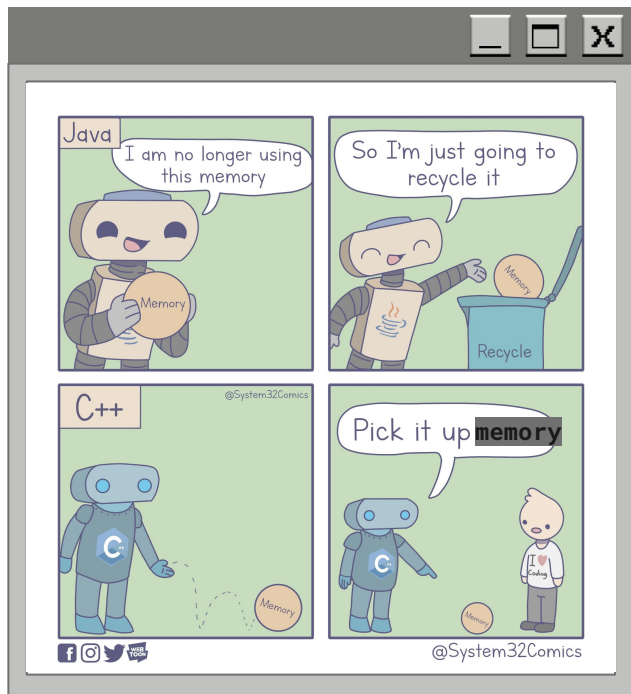 Java
I am no longer using
this memory
Memory
So I'm just going to
recycle it
Memory
Recycle
C++
@System32Comics
C++
Memory
Pick it up memory
C++
I ❤
Coding
Memory
WEB
TOON
@System32Comics